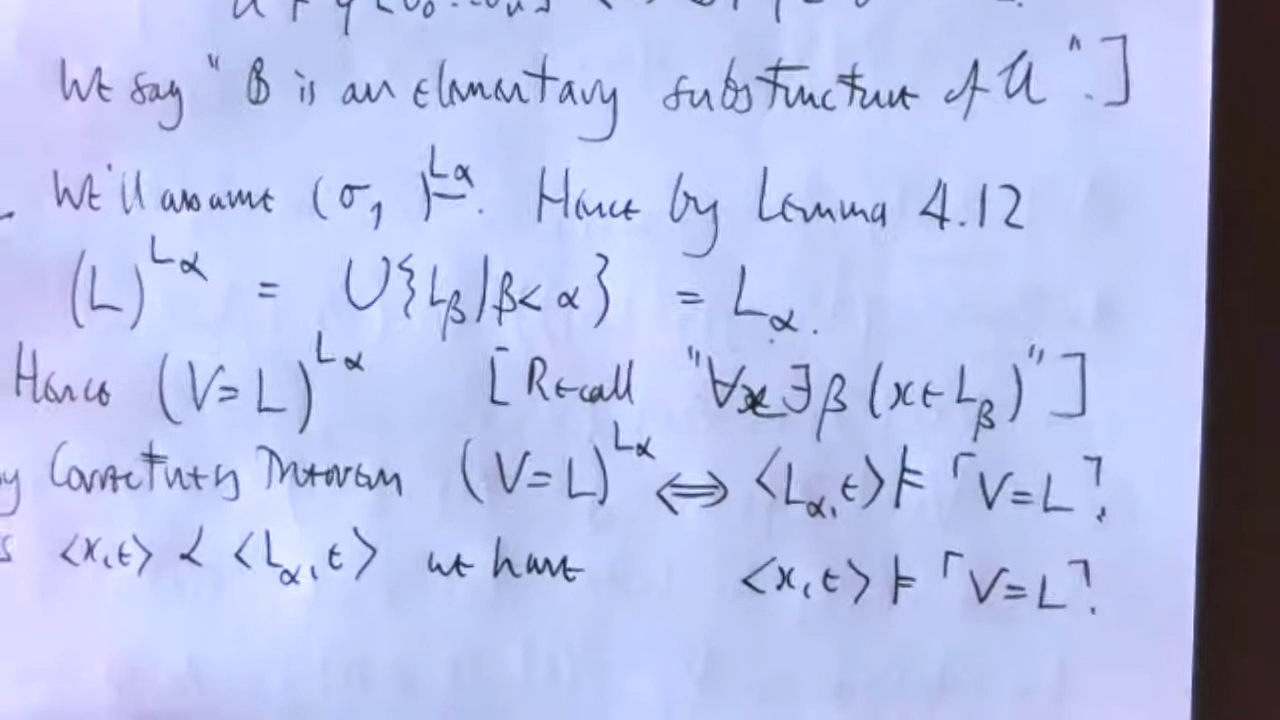 We say "𝔅 is an elementary substructure of 𝔄".]
We'll assume (σ₁ )^{Lα}. Hence by Lemma 4.12
(L)^{Lα} = ∪{L_β | β < α} = L_α.
Hence (V=L)^{Lα} [Recall "∀x∃β (x∈L_β)"]
y Correctness Theorem (V=L)^{Lα} ⟺ ⟨L_α,∈⟩ ⊨ ⌜V=L⌝.
s ⟨x,∈⟩ ≺ ⟨L_α,∈⟩ we have ⟨x,∈⟩ ⊨ ⌜V=L⌝.